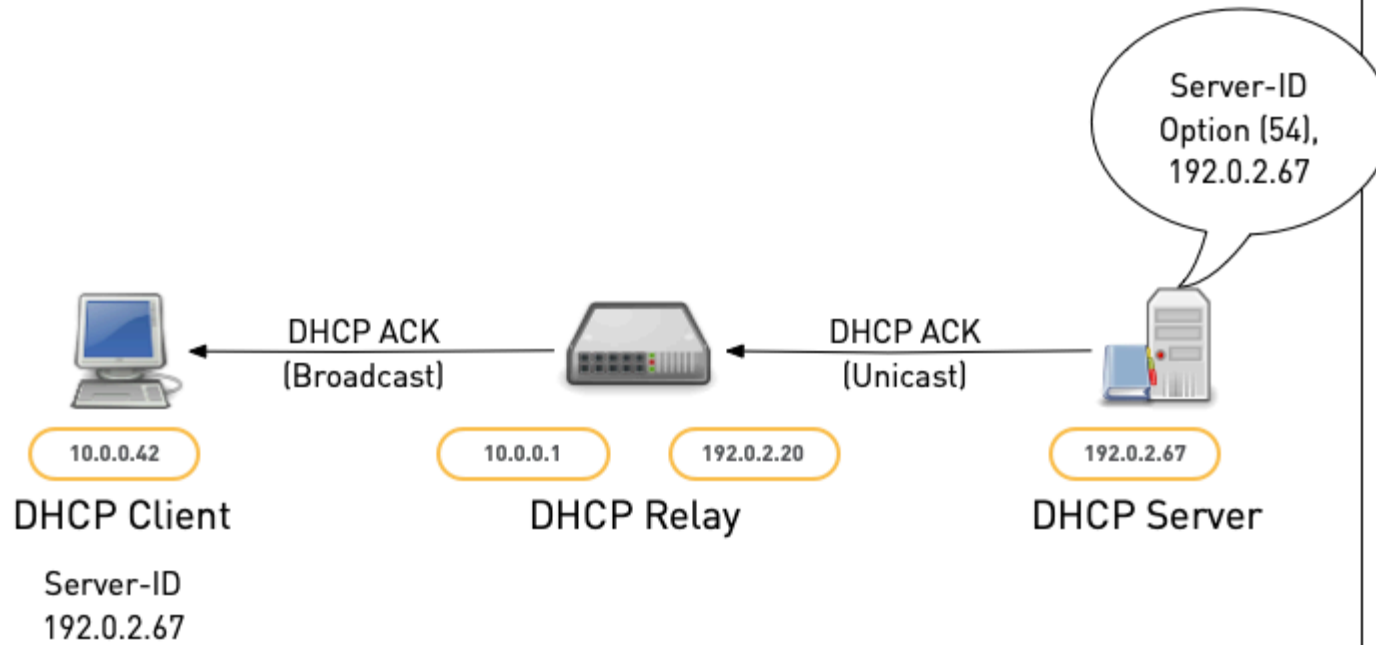 Server-ID
Option (54),
192.0.2.67
DHCP ACK
(Broadcast)
DHCP ACK
(Unicast)
10.0.0.42
10.0.0.1
192.0.2.20
192.0.2.67
DHCP Client
DHCP Relay
DHCP Server
Server-ID
192.0.2.67